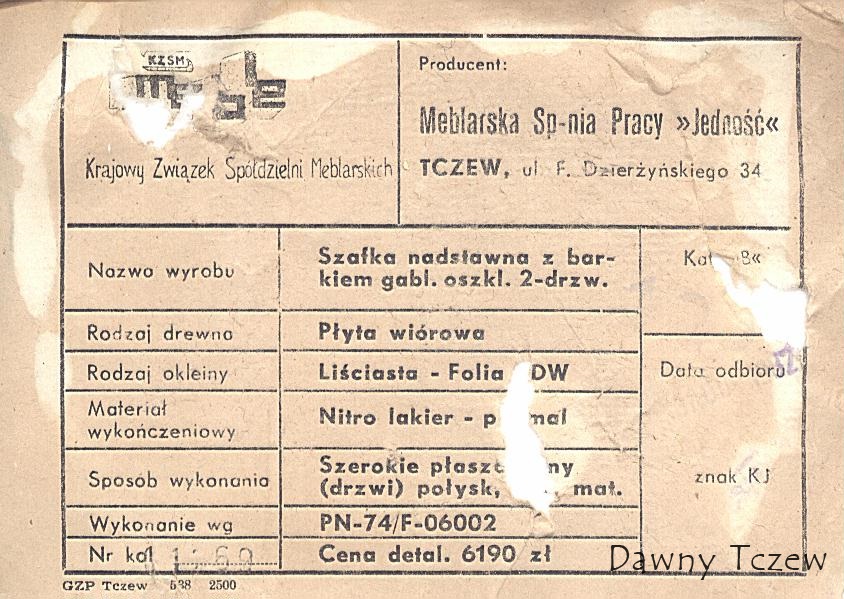 KZSM
meble
Krajowy Związek Spółdzielni Meblarskich
Producent:
Meblarska Sp-nia Pracy »Jedność«
TCZEW, ul. F. Dzierżyńskiego 34
Nazwa wyrobu
Szafka nadstawna z bar-
kiem gabl. oszkl. 2-drzw.
B«
Rodzaj drewna
Płyta wiórowa
Rodzaj okleiny
Liściasta - Folia DW
Data odbioru
Materiał
wykończeniowy
Nitro lakier -
Sposób wykonania
Szerokie
(drzwi) połysk, mat.
znak KJ
Wykonanie wg
PN-74/F-06002
Nr kat
Cena detal. 6190 zł
GZP Tczew 538 2500
Dawny Tczew